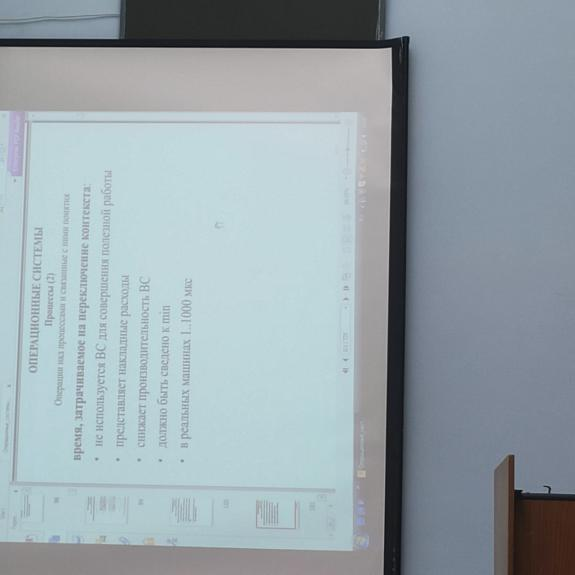 ОПЕРАЦИОННЫЕ СИСТЕМЫ
Процессы (2)
Операции над процессами и связанные с ними понятия
время, затрачиваемое на переключение контекста:
• не используется ВС для совершения полезной работы
• представляет накладные расходы
• снижает производительность ВС
• должно быть сведено к min
• в реальных машинах 1..1000 мкс